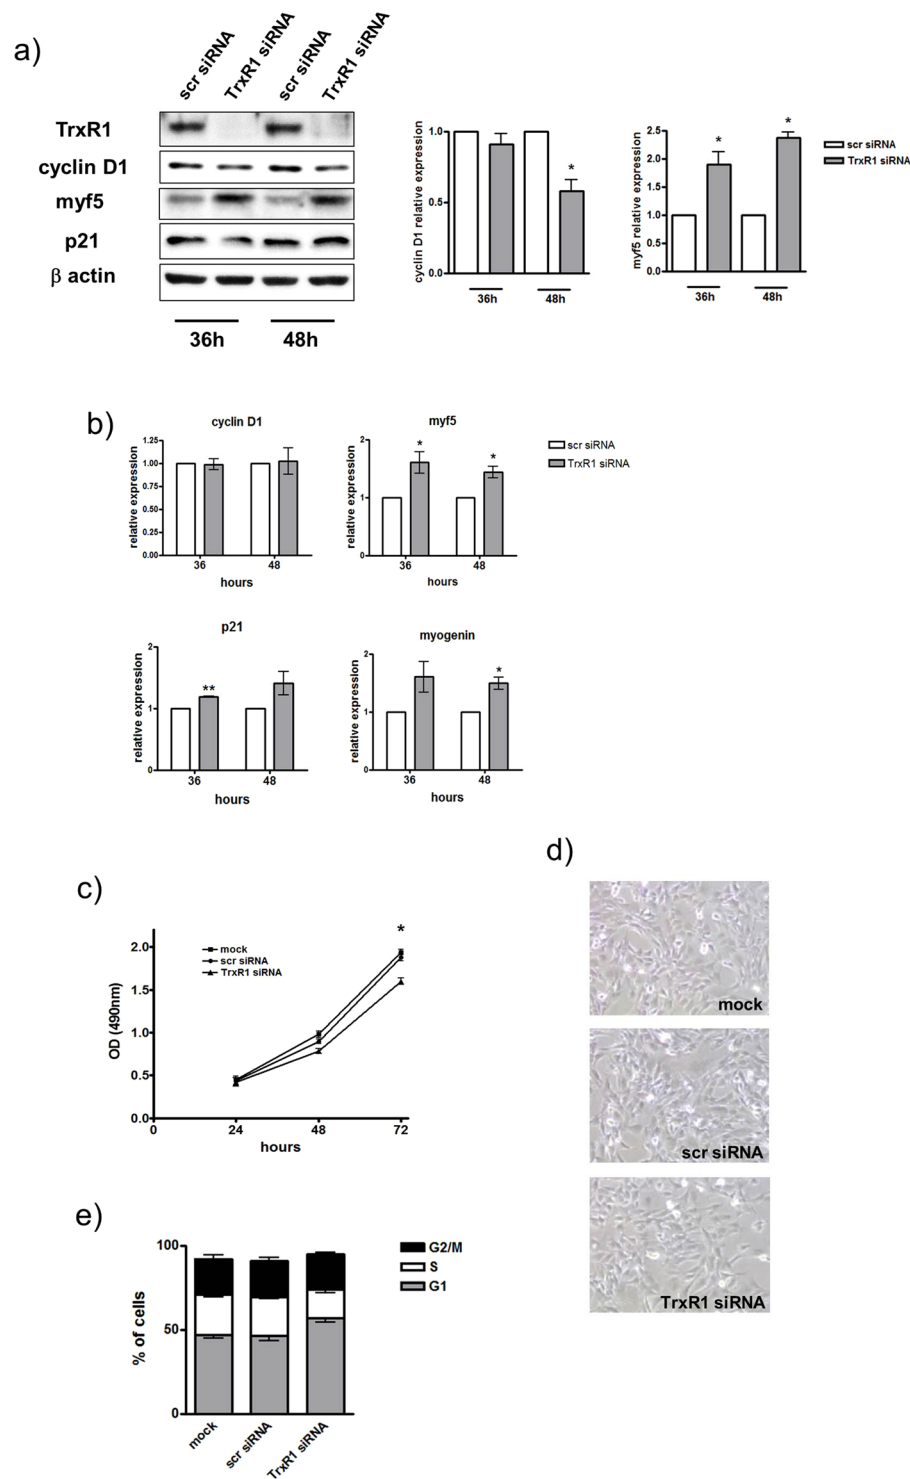 a)
scr siRNA
TrxR1 siRNA
scr siRNA
TrxR1 siRNA
TrxR1
cyclin D1
myf5
p21
β actin
36h
48h
cyclin D1 relative expression
1.0
0.5
0.0
36h
48h
myf5 relative expression
2.5
2.0
1.5
1.0
0.5
0.0
*
*
*
36h
48h
scr siRNA
TrxR1 siRNA
b)
cyclin D1
relative expression
1.25
1.00
0.75
0.50
0.25
0.00
36
48
hours
myf5
relative expression
2
1
0
*
*
36
48
hours
scr siRNA
TrxR1 siRNA
p21
relative expression
2
1
0
**
36
48
hours
myogenin
relative expression
2
1
0
*
36
48
hours
c)
OD (490nm)
2.0
1.5
1.0
0.5
0.0
mock
scr siRNA
TrxR1 siRNA
*
0
24
48
72
hours
d)
mock
scr siRNA
TrxR1 siRNA
e)
% of cells
100
50
0
G2/M
S
G1
mock
scr siRNA
TrxR1 siRNA